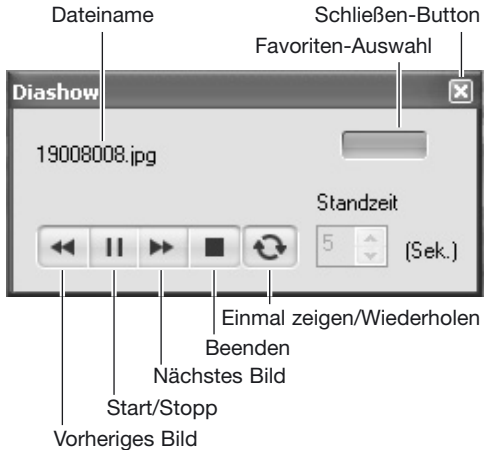 Dateiname
Schließen-Button
Favoriten-Auswahl
Diashow
19008008.jpg
Standzeit
5
(Sek.)
Einmal zeigen/Wiederholen
Beenden
Nächstes Bild
Start/Stopp
Vorheriges Bild